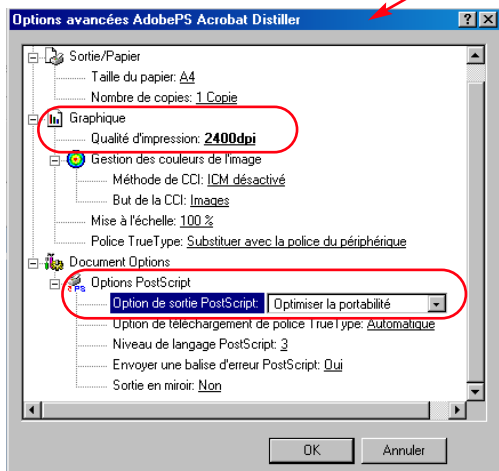 Options avancées AdobePS Acrobat Distiller
Sortie/Papier
Taille du papier: A4
Nombre de copies: 1 Copie
Graphique
Qualité d'impression: 2400dpi
Gestion des couleurs de l'image
Méthode de CCI: ICM désactivé
But de la CCI: Images
Mise à l'échelle: 100 %
Police TrueType: Substituer avec la police du périphérique
Document Options
PS Options PostScript
Option de sortie PostScript: Optimiser la portabilité
Option de téléchargement de police TrueType: Automatique
Niveau de langage PostScript: 3
Envoyer une balise d'erreur PostScript: Oui
Sortie en miroir: Non
OK Annuler